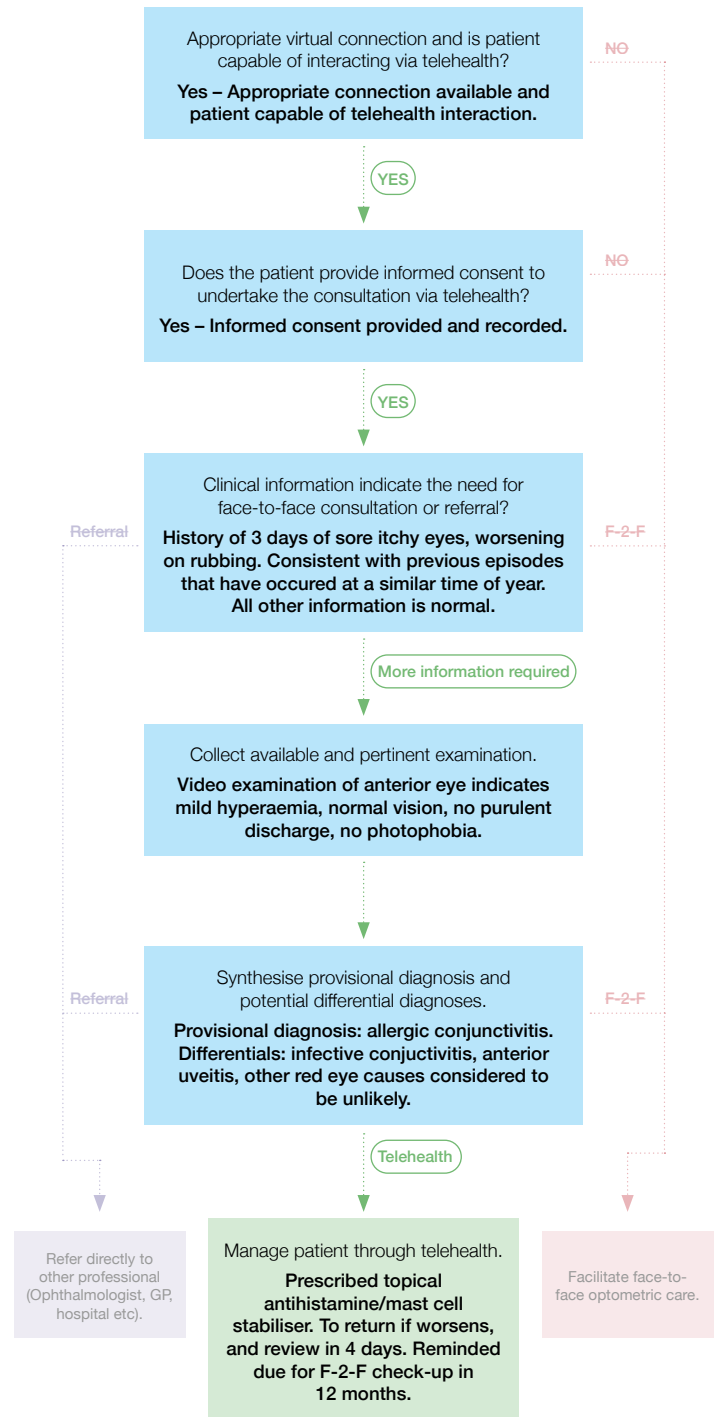 Appropriate virtual connection and is patient
capable of interacting via telehealth?
Yes – Appropriate connection available and
patient capable of telehealth interaction.
NO
YES
Does the patient provide informed consent to
undertake the consultation via telehealth?
Yes – Informed consent provided and recorded.
NO
YES
Clinical information indicate the need for
face-to-face consultation or referral?
History of 3 days of sore itchy eyes, worsening
on rubbing. Consistent with previous episodes
that have occured at a similar time of year.
All other information is normal.
Referral
F-2-F
More information required
Collect available and pertinent examination.
Video examination of anterior eye indicates
mild hyperaemia, normal vision, no purulent
discharge, no photophobia.
Synthesise provisional diagnosis and
potential differential diagnoses.
Provisional diagnosis: allergic conjunctivitis.
Differentials: infective conjuctivitis, anterior
uveitis, other red eye causes considered to
be unlikely.
Referral
F-2-F
Telehealth
Refer directly to
other professional
(Ophthalmologist, GP,
hospital etc).
Manage patient through telehealth.
Prescribed topical
antihistamine/mast cell
stabiliser. To return if worsens,
and review in 4 days. Reminded
due for F-2-F check-up in
12 months.
Facilitate face-to-
face optometric care.